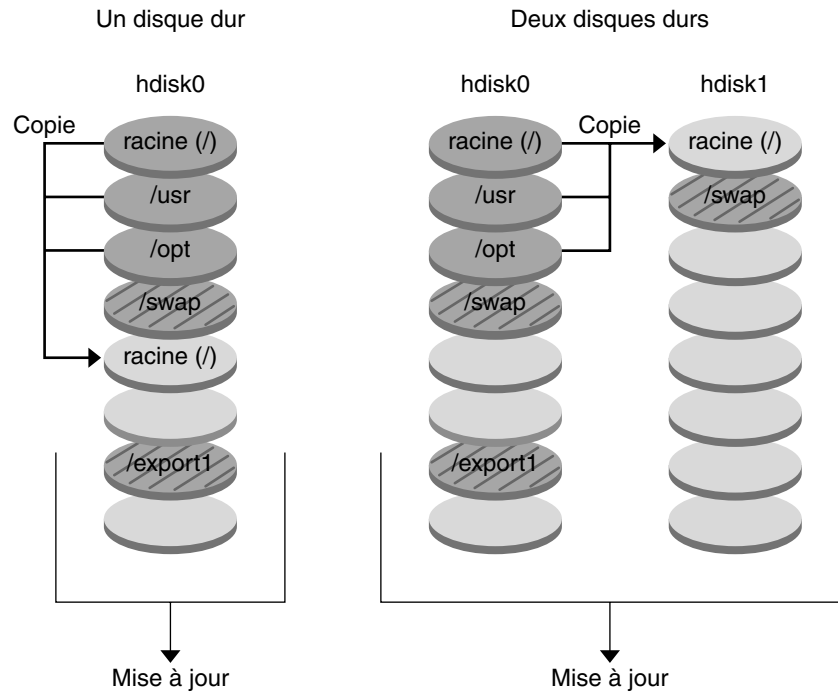 Un disque dur
hdisk0
Copie
racine (/)
/usr
/opt
/swap
racine (/)
/export1
Mise à jour
Deux disques durs
hdisk0
hdisk1
racine (/)
Copie
racine (/)
/usr
/swap
/opt
/swap
/export1
Mise à jour